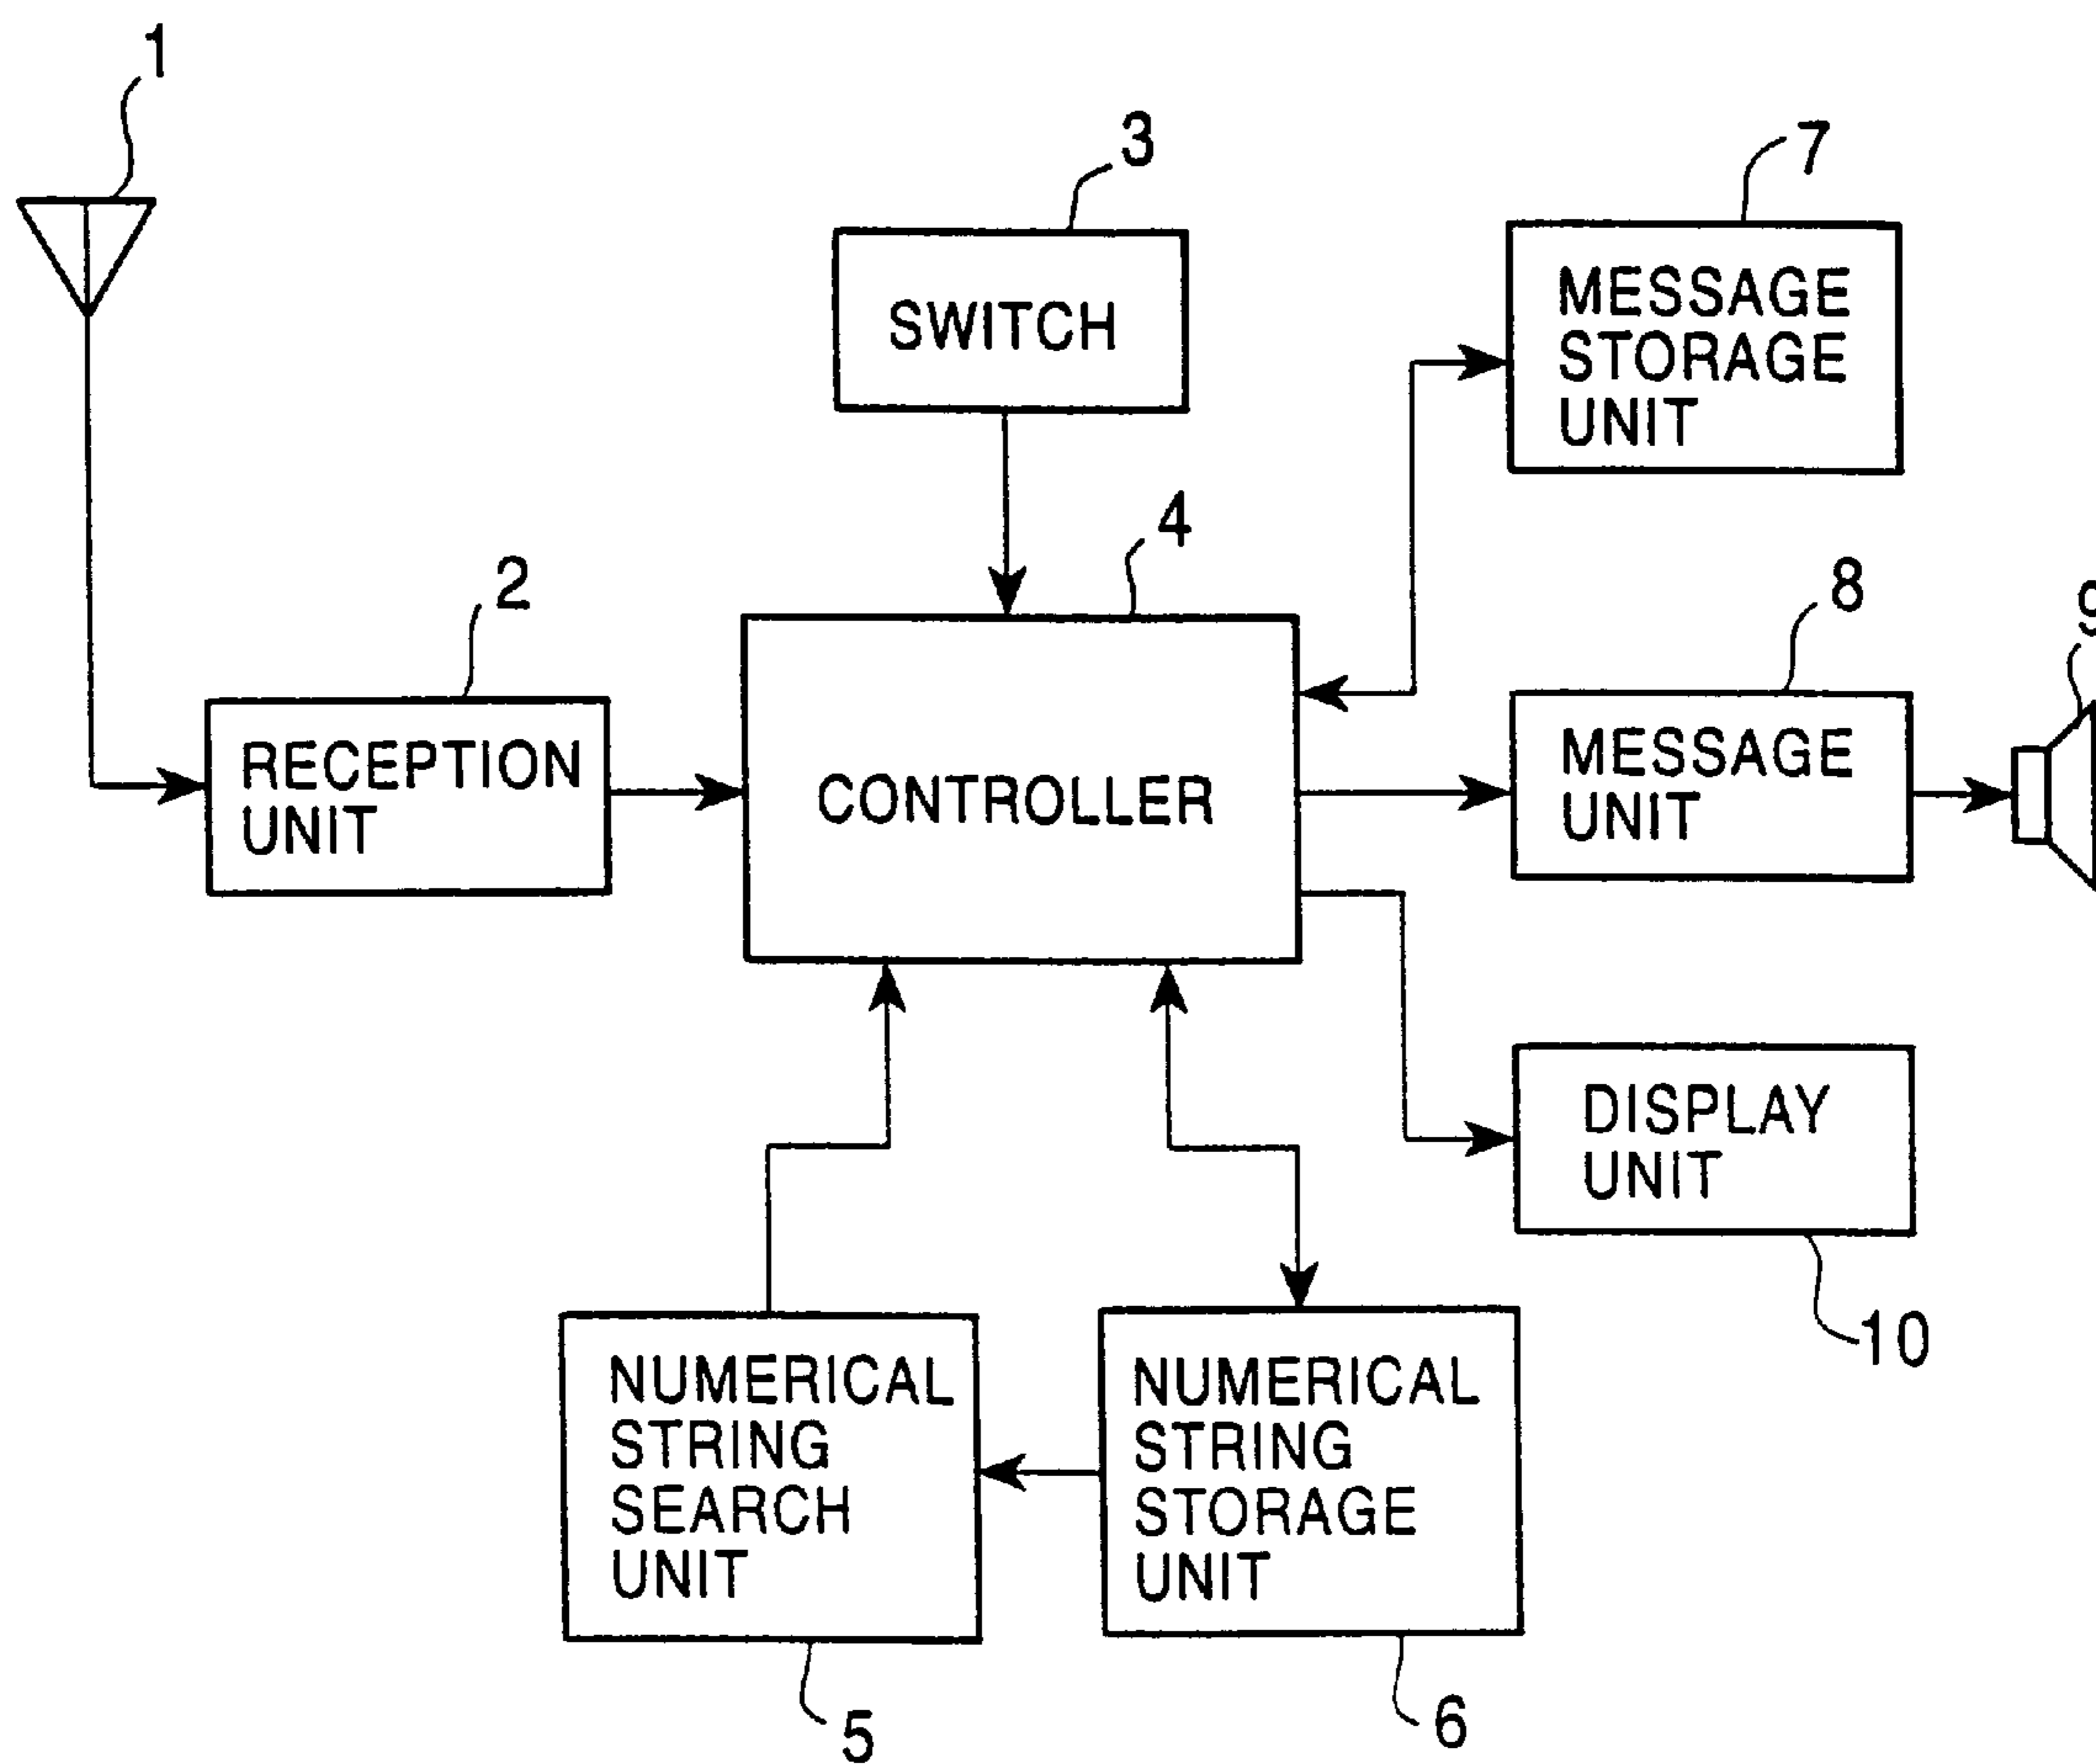 1
3
7
SWITCH
MESSAGE
STORAGE
UNIT
4
2
8
9
RECEPTION
UNIT
CONTROLLER
MESSAGE
UNIT
DISPLAY
UNIT
10
NUMERICAL
STRING
SEARCH
UNIT
NUMERICAL
STRING
STORAGE
UNIT
5
6